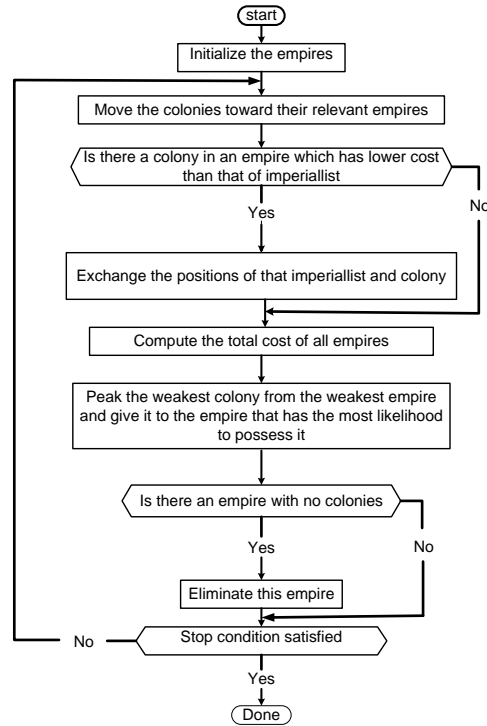 start
Initialize the empires
Move the colonies toward their relevant empires
Is there a colony in an empire which has lower cost
than that of imperiallist
No
Yes
Exchange the positions of that imperiallist and colony
Compute the total cost of all empires
Peak the weakest colony from the weakest empire
and give it to the empire that has the most likelihood
to possess it
Is there an empire with no colonies
No
Yes
Eliminate this empire
Stop condition satisfied
No
Yes
Done